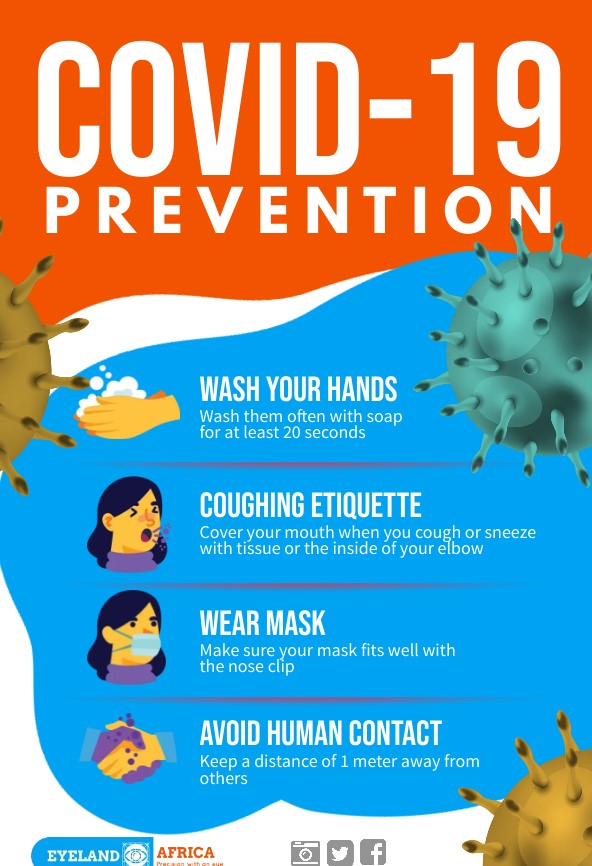 COVID-19
PREVENTION
WASH YOUR HANDS
Wash them often with soap
for at least 20 seconds
COUGHING ETIQUETTE
Cover your mouth when you cough or sneeze
with tissue or the inside of your elbow
WEAR MASK
Make sure your mask fits well with
the nose clip
AVOID HUMAN CONTACT
Keep a distance of 1 meter away from
others
EYELAND AFRICA
Precision with an eye